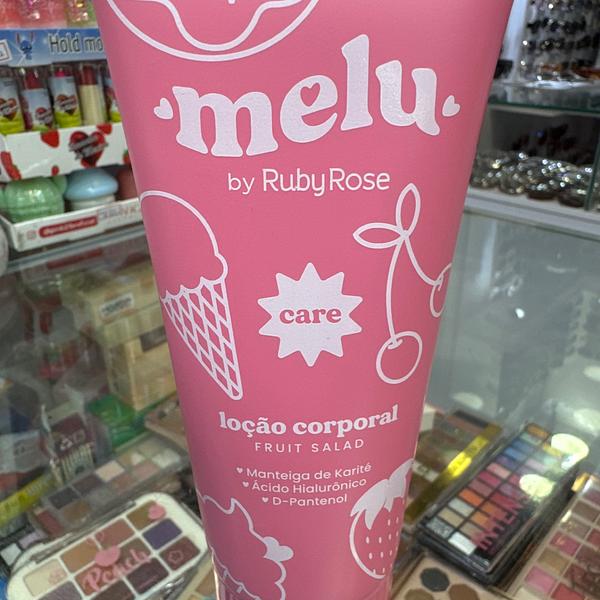 Hold me
melu
by RubyRose
care
loção corporal
FRUIT SALAD
Manteiga de Karité
Ácido Hialurônico
D-Pantenol
Peach